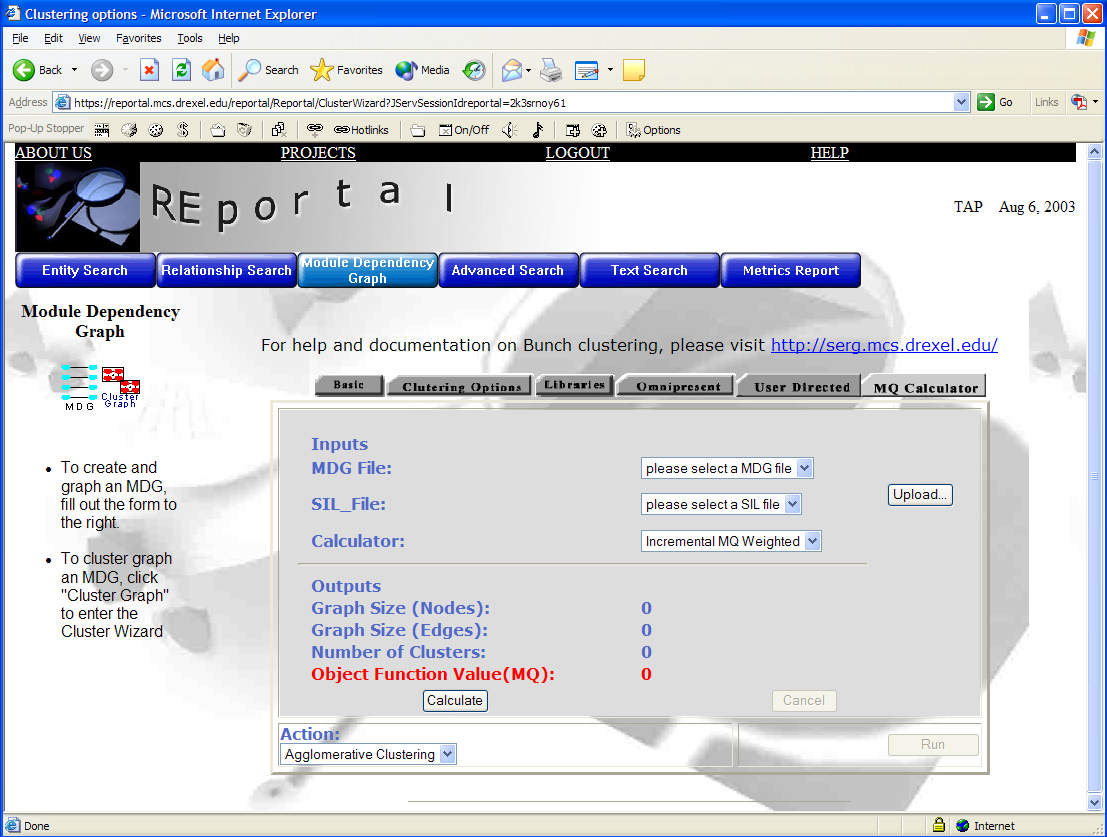 Clustering options - Microsoft Internet Explorer
File Edit View Favorites Tools Help
Back Search Favorites Media
Address https://reportal.mcs.drexel.edu/reportal/Report/ClusterWizard?JServSessionIdreportal=2k3srnoy61 Go Links
Pop-Up Stopper Hotlinks On/Off Options
ABOUT US PROJECTS LOGOUT HELP
REportal
TAP Aug 6, 2003
Entity Search Relationship Search Module Dependency Graph Advanced Search Text Search Metrics Report
Module Dependency
Graph
For help and documentation on Bunch clustering, please visit http://serg.mcs.drexel.edu/
MDG
Cluster
Graph
Basic Clutering Options Libraries Omnipresent User Directed MQ Calculator
• To create and
graph an MDG,
fill out the form to
the right.
• To cluster graph
an MDG, click
"Cluster Graph"
to enter the
Cluster Wizard
Inputs
MDG File: please select a MDG file
SIL_File: please select a SIL file
Upload...
Calculator: Incremental MQ Weighted
Outputs
Graph Size (Nodes): 0
Graph Size (Edges): 0
Number of Clusters: 0
Object Function Value(MQ): 0
Calculate Cancel
Action:
Agglomerative Clustering
Run
Done Internet